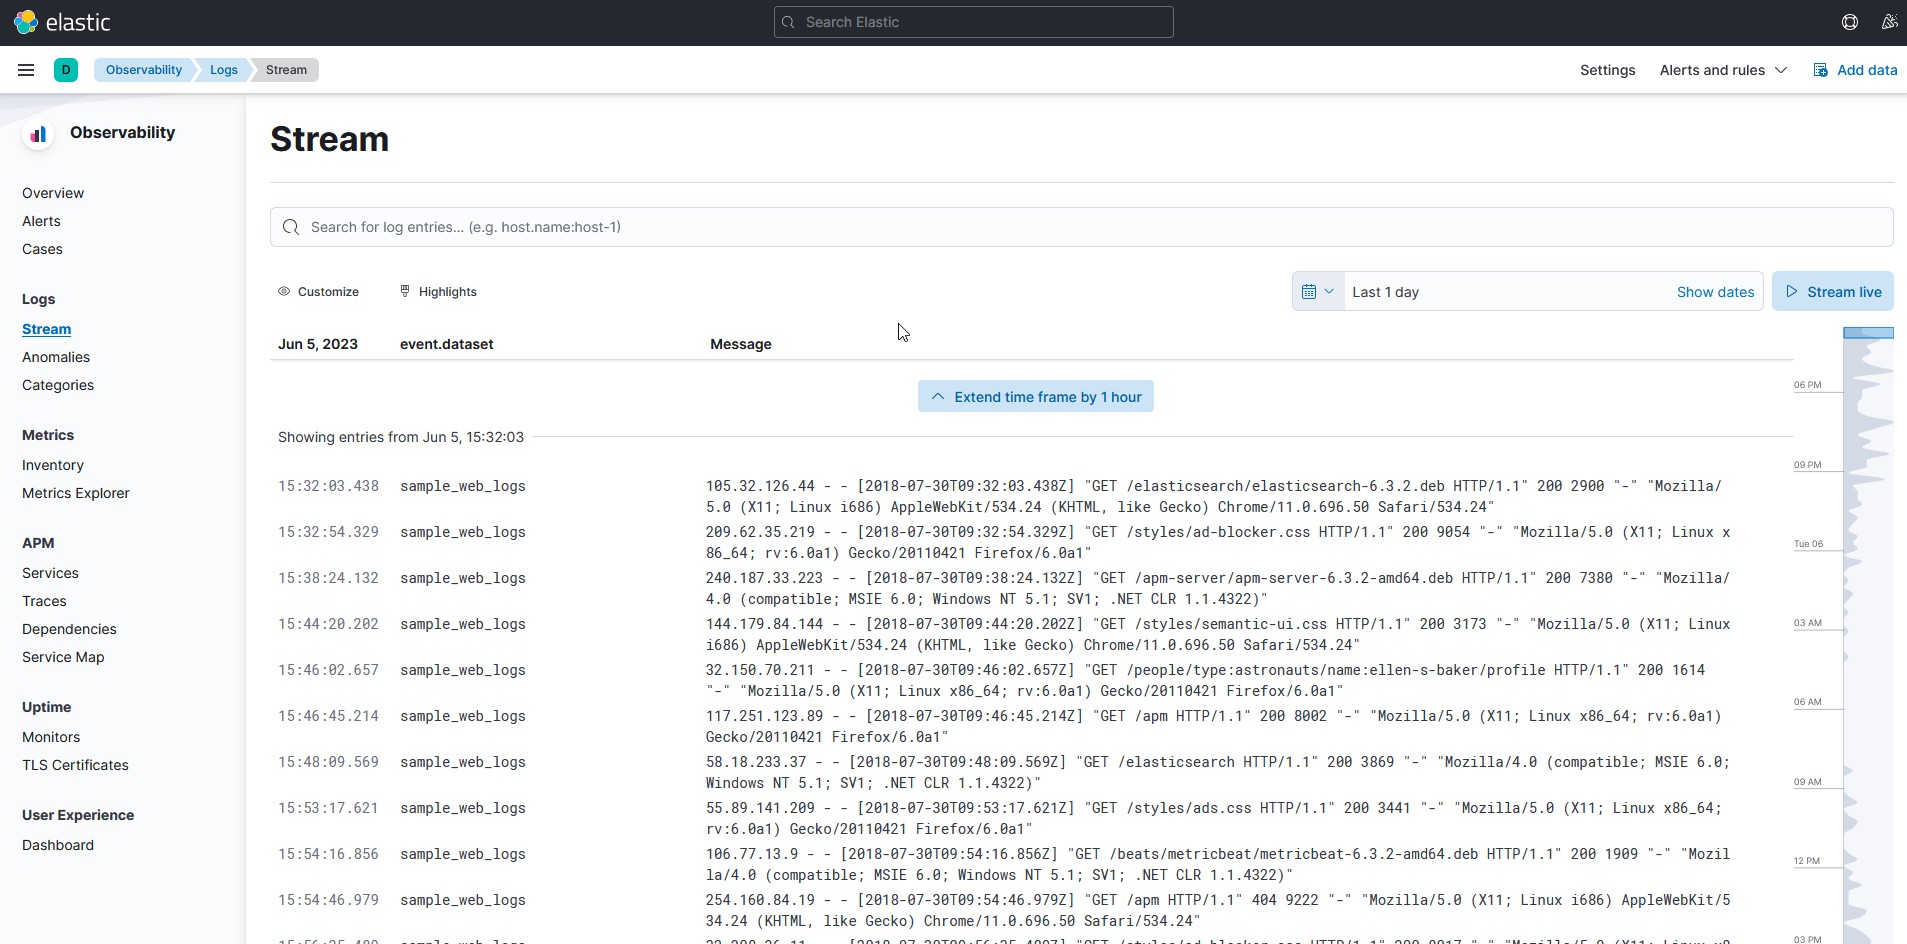 elastic
Search Elastic
D
Observability
Logs
Stream
Settings
Alerts and rules
Add data
Observability
Overview
Alerts
Cases
Logs
Stream
Anomalies
Categories
Metrics
Inventory
Metrics Explorer
APM
Services
Traces
Dependencies
Service Map
Uptime
Monitors
TLS Certificates
User Experience
Dashboard
Stream
Search for log entries... (e.g. host.name:host-1)
Customize
Highlights
Last 1 day
Show dates
Stream live
Jun 5, 2023
event.dataset
Message
Extend time frame by 1 hour
Showing entries from Jun 5, 15:32:03
15:32:03.438 sample_web_logs 105.32.126.44 - - [2018-07-30T09:32:03.438Z] "GET /elasticsearch/elasticsearch-6.3.2.deb HTTP/1.1" 200 2900 "-" "Mozilla/
5.0 (X11; Linux i686) AppleWebKit/534.24 (KHTML, like Gecko) Chrome/11.0.696.50 Safari/534.24"
15:32:54.329 sample_web_logs 209.62.35.219 - - [2018-07-30T09:32:54.329Z] "GET /styles/ad-blocker.css HTTP/1.1" 200 9054 "-" "Mozilla/5.0 (X11; Linux x
86_64; rv:6.0a1) Gecko/20110421 Firefox/6.0a1"
15:38:24.132 sample_web_logs 240.187.33.223 - - [2018-07-30T09:38:24.132Z] "GET /apm-server/apm-server-6.3.2-amd64.deb HTTP/1.1" 200 7380 "-" "Mozilla/
4.0 (compatible; MSIE 6.0; Windows NT 5.1; SV1; .NET CLR 1.1.4322)"
15:44:20.202 sample_web_logs 144.179.84.144 - - [2018-07-30T09:44:20.202Z] "GET /styles/semantic-ui.css HTTP/1.1" 200 3173 "-" "Mozilla/5.0 (X11; Linux
i686) AppleWebKit/534.24 (KHTML, like Gecko) Chrome/11.0.696.50 Safari/534.24"
15:46:02.657 sample_web_logs 32.150.70.211 - - [2018-07-30T09:46:02.657Z] "GET /people/type:astronauts/name:ellen-s-baker/profile HTTP/1.1" 200 1614
"-" "Mozilla/5.0 (X11; Linux x86_64; rv:6.0a1) Gecko/20110421 Firefox/6.0a1"
15:46:45.214 sample_web_logs 117.251.123.89 - - [2018-07-30T09:46:45.214Z] "GET /apm HTTP/1.1" 200 8002 "-" "Mozilla/5.0 (X11; Linux x86_64; rv:6.0a1)
Gecko/20110421 Firefox/6.0a1"
15:48:09.569 sample_web_logs 58.18.233.37 - - [2018-07-30T09:48:09.569Z] "GET /elasticsearch HTTP/1.1" 200 3869 "-" "Mozilla/4.0 (compatible; MSIE 6.0;
Windows NT 5.1; SV1; .NET CLR 1.1.4322)"
15:53:17.621 sample_web_logs 55.89.141.209 - - [2018-07-30T09:53:17.621Z] "GET /styles/ads.css HTTP/1.1" 200 3441 "-" "Mozilla/5.0 (X11; Linux x86_64;
rv:6.0a1) Gecko/20110421 Firefox/6.0a1"
15:54:16.856 sample_web_logs 106.77.13.9 - - [2018-07-30T09:54:16.856Z] "GET /beats/metricbeat/metricbeat-6.3.2-amd64.deb HTTP/1.1" 200 1909 "-" "Mozil
la/4.0 (compatible; MSIE 6.0; Windows NT 5.1; SV1; .NET CLR 1.1.4322)"
15:54:46.979 sample_web_logs 254.160.84.19 - - [2018-07-30T09:54:46.979Z] "GET /apm HTTP/1.1" 404 9222 "-" "Mozilla/5.0 (X11; Linux i686) AppleWebKit/5
34.24 (KHTML, like Gecko) Chrome/11.0.696.50 Safari/534.24"
06 PM
09 PM
Tue 06
03 AM
06 AM
09 AM
12 PM
03 PM